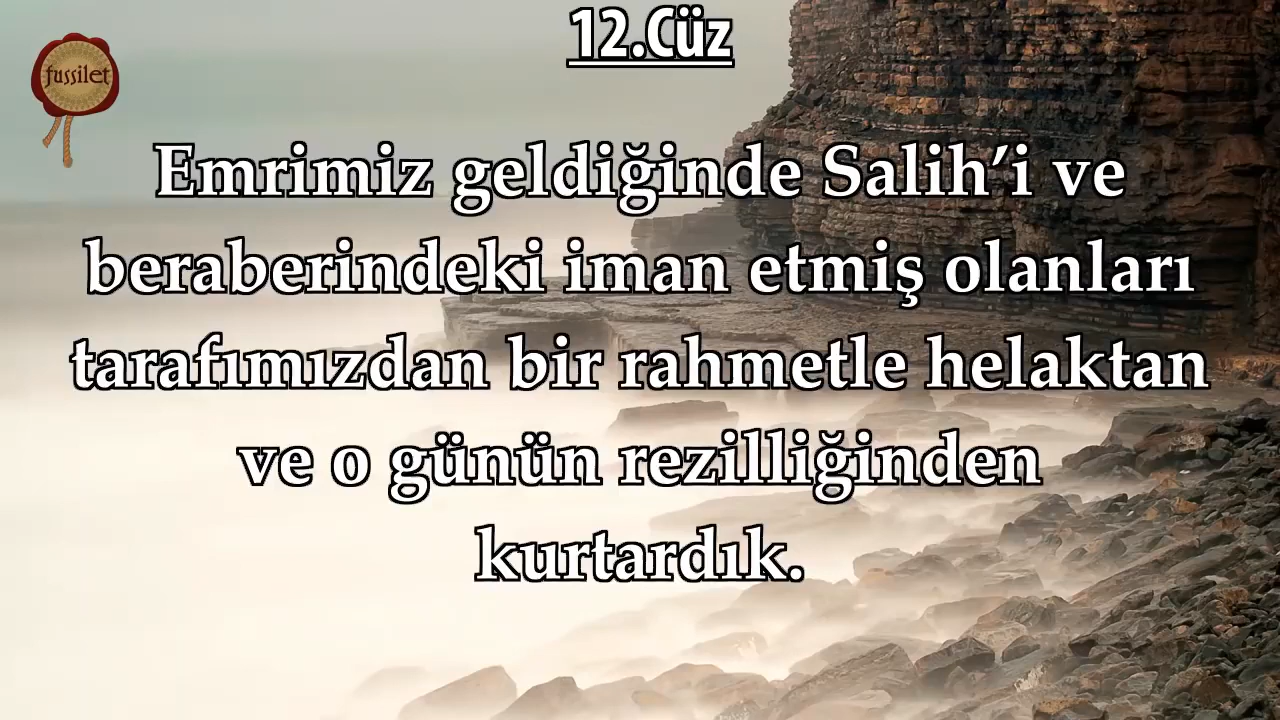 12.Cüz
fussilet
Emrimiz geldiğinde Salih’i ve
beraberindeki iman etmiş olanları
tarafımızdan bir rahmetle helaktan
ve o günün rezilliğinden
kurtardık.